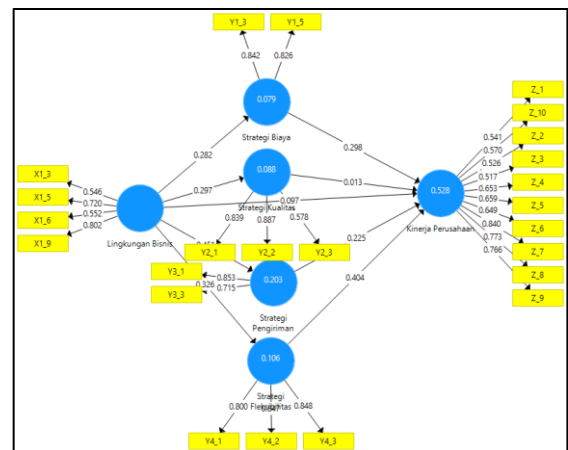 Y1_3
Y1_5
0.842
0.826
0.079
Strategi Biaya
0.282
0.298
Z_1
Z_10
Z_2
Z_3
Z_4
Z_5
Z_6
Z_7
Z_8
Z_9
0.541
0.570
0.526
0.517
0.653
0.659
0.649
0.840
0.773
0.766
X1_3
X1_5
X1_6
X1_9
0.546
0.720
0.552
0.802
Lingkungan Bisnis
0.297
0.088
0.013
0.097
0.528
Kinerja Perusahaan
Strategi Kualitas
0.839
0.887
0.578
Y2_1
Y2_2
Y2_3
0.225
Y3_1
Y3_3
0.853
0.715
0.203
Strategi
Pengiriman
0.326
0.404
0.106
Strategi
Fleksibilitas
0.800
0.848
Y4_1
Y4_2
Y4_3